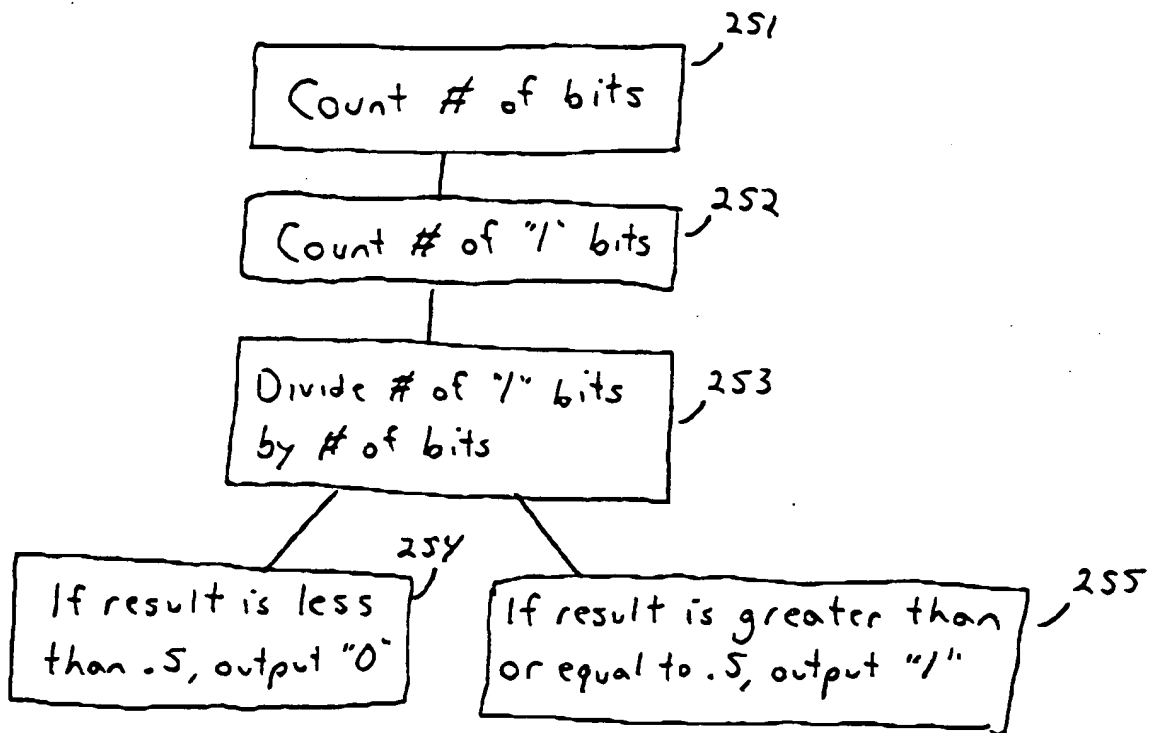 251
Count # of bits
252
Count # of "1" bits
253
Divide # of "1" bits
by # of bits
254
If result is less
than .5, output "0"
255
If result is greater than
or equal to .5, output "1"